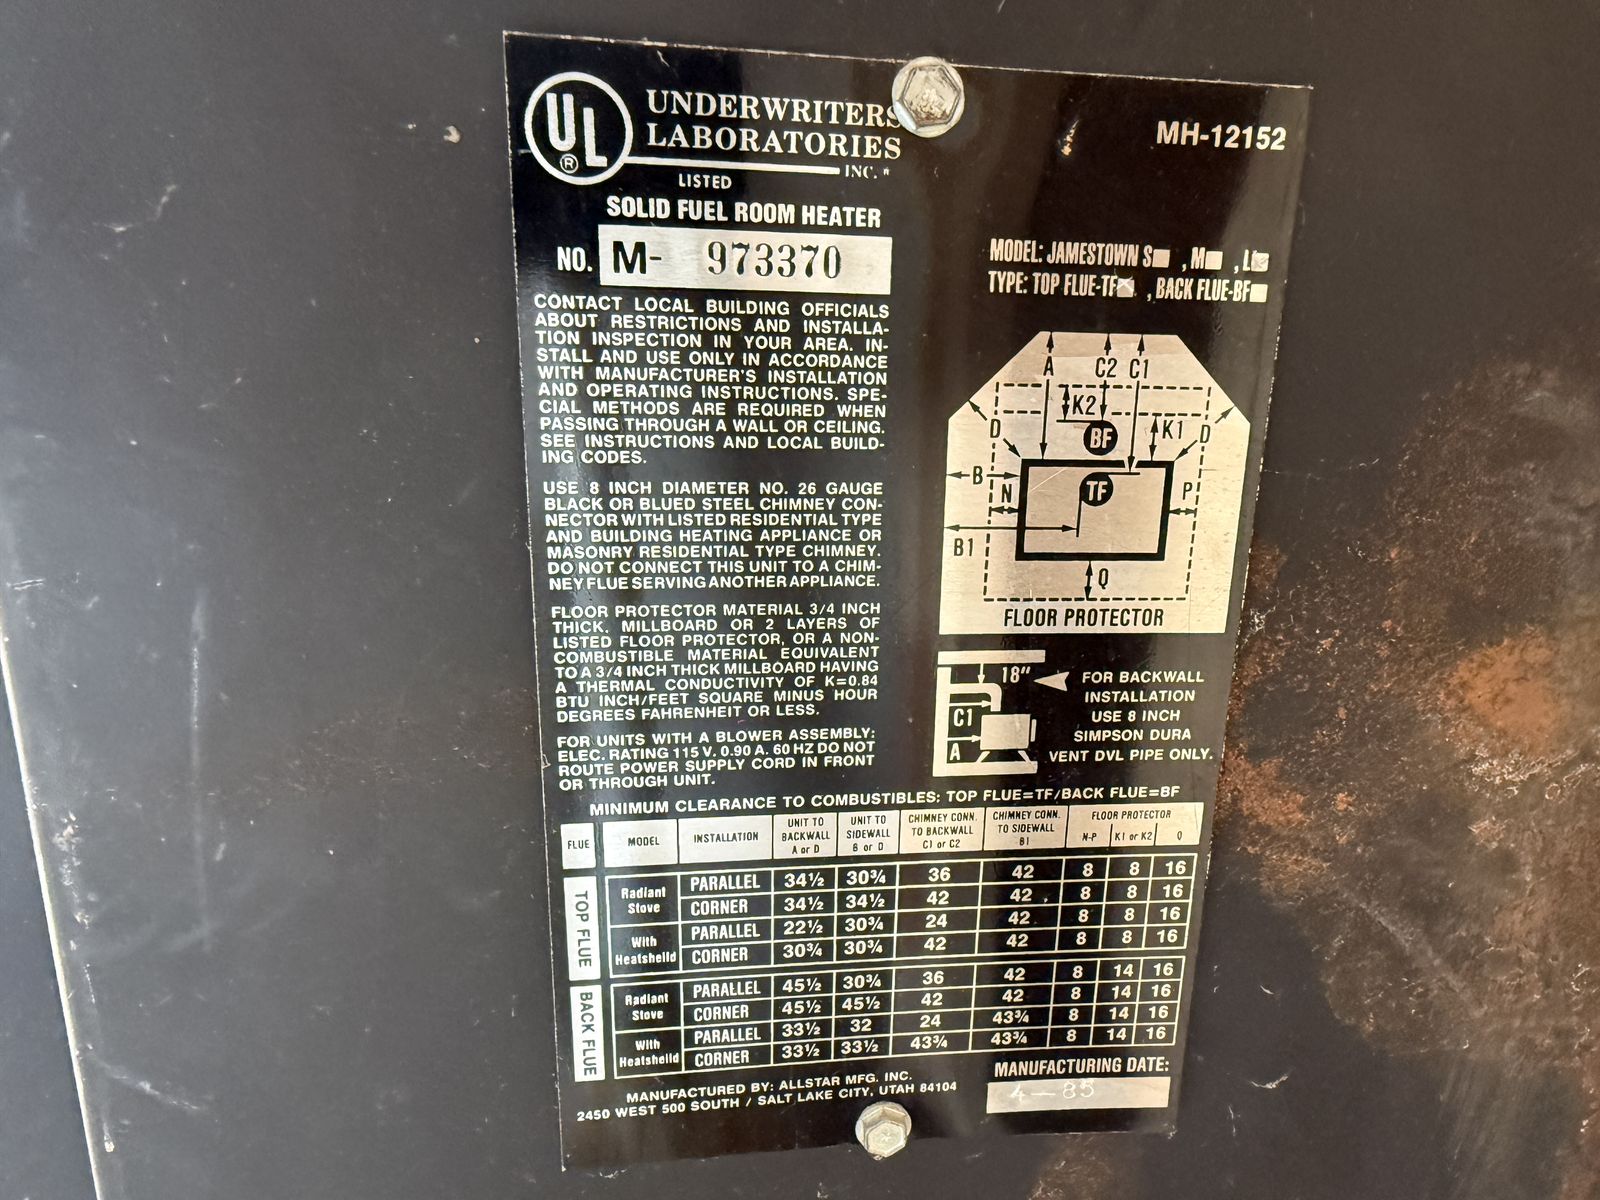 UL
®
UNDERWRITERS
LABORATORIES
INC.®
LISTED
SOLID FUEL ROOM HEATER
NO. M- 973370
CONTACT LOCAL BUILDING OFFICIALS
ABOUT RESTRICTIONS AND INSTALLA-
TION INSPECTION IN YOUR AREA. IN-
STALL AND USE ONLY IN ACCORDANCE
WITH MANUFACTURER'S INSTALLATION
AND OPERATING INSTRUCTIONS. SPE-
CIAL METHODS ARE REQUIRED WHEN
PASSING THROUGH A WALL OR CEILING.
SEE INSTRUCTIONS AND LOCAL BUILD-
ING CODES.
USE 8 INCH DIAMETER NO. 26 GAUGE
BLACK OR BLUED STEEL CHIMNEY CON-
NECTOR WITH LISTED RESIDENTIAL TYPE
AND BUILDING HEATING APPLIANCE OR
MASONRY RESIDENTIAL TYPE CHIMNEY.
DO NOT CONNECT THIS UNIT TO A CHIM-
NEY FLUE SERVING ANOTHER APPLIANCE.
FLOOR PROTECTOR MATERIAL 3/4 INCH
THICK. MILLBOARD OR 2 LAYERS OF
LISTED FLOOR PROTECTOR, OR A NON-
COMBUSTIBLE MATERIAL EQUIVALENT
TO A 3/4 INCH THICK MILLBOARD HAVING
A THERMAL CONDUCTIVITY OF K=0.84
BTU INCH/FEET SQUARE MINUS HOUR
DEGREES FAHRENHEIT OR LESS.
FOR UNITS WITH A BLOWER ASSEMBLY:
ELEC. RATING 115 V. 0.90 A. 60 HZ DO NOT
ROUTE POWER SUPPLY CORD IN FRONT
OR THROUGH UNIT.
MH-12152
MODEL: JAMESTOWN S , M , L
TYPE: TOP FLUE-TF , BACK FLUE-BF
A C2 C1
K2
D BF K1 D
B N TF P
B1
Q
FLOOR PROTECTOR
18"
C1
A
FOR BACKWALL
INSTALLATION
USE 8 INCH
SIMPSON DURA
VENT DVL PIPE ONLY.
MINIMUM CLEARANCE TO COMBUSTIBLES: TOP FLUE=TF/BACK FLUE=BF
FLUE MODEL INSTALLATION UNIT TO BACKWALL A or D UNIT TO SIDEWALL B or D CHIMNEY CONN. TO BACKWALL C1 or C2 CHIMNEY CONN. TO SIDEWALL B1 FLOOR PROTECTOR N-P K1 or K2 Q
TOP FLUE
Radiant Stove PARALLEL 34½ 30¾ 36 42 8 8 16
CORNER 34½ 34½ 42 42 8 8 16
With Heatsheild PARALLEL 22½ 30¾ 24 42 8 8 16
CORNER 30¾ 30¾ 42 42 8 8 16
BACK FLUE
Radiant Stove PARALLEL 45½ 30¾ 36 42 8 14 16
CORNER 45½ 45½ 42 42 8 14 16
With Heatsheild PARALLEL 33½ 32 24 43¾ 8 14 16
CORNER 33½ 33½ 43¾ 43¾ 8 14 16
MANUFACTURED BY: ALLSTAR MFG. INC.
2450 WEST 500 SOUTH / SALT LAKE CITY, UTAH 84104
MANUFACTURING DATE:
4-85